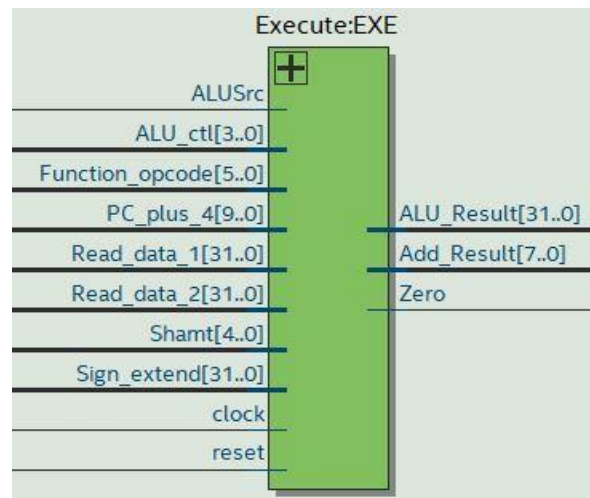 Execute:EXE
ALUSrc
ALU_ctl[3..0]
Function_opcode[5..0]
PC_plus_4[9..0]
ALU_Result[31..0]
Read_data_1[31..0]
Add_Result[7..0]
Read_data_2[31..0]
Zero
Shamt[4..0]
Sign_extend[31..0]
clock
reset